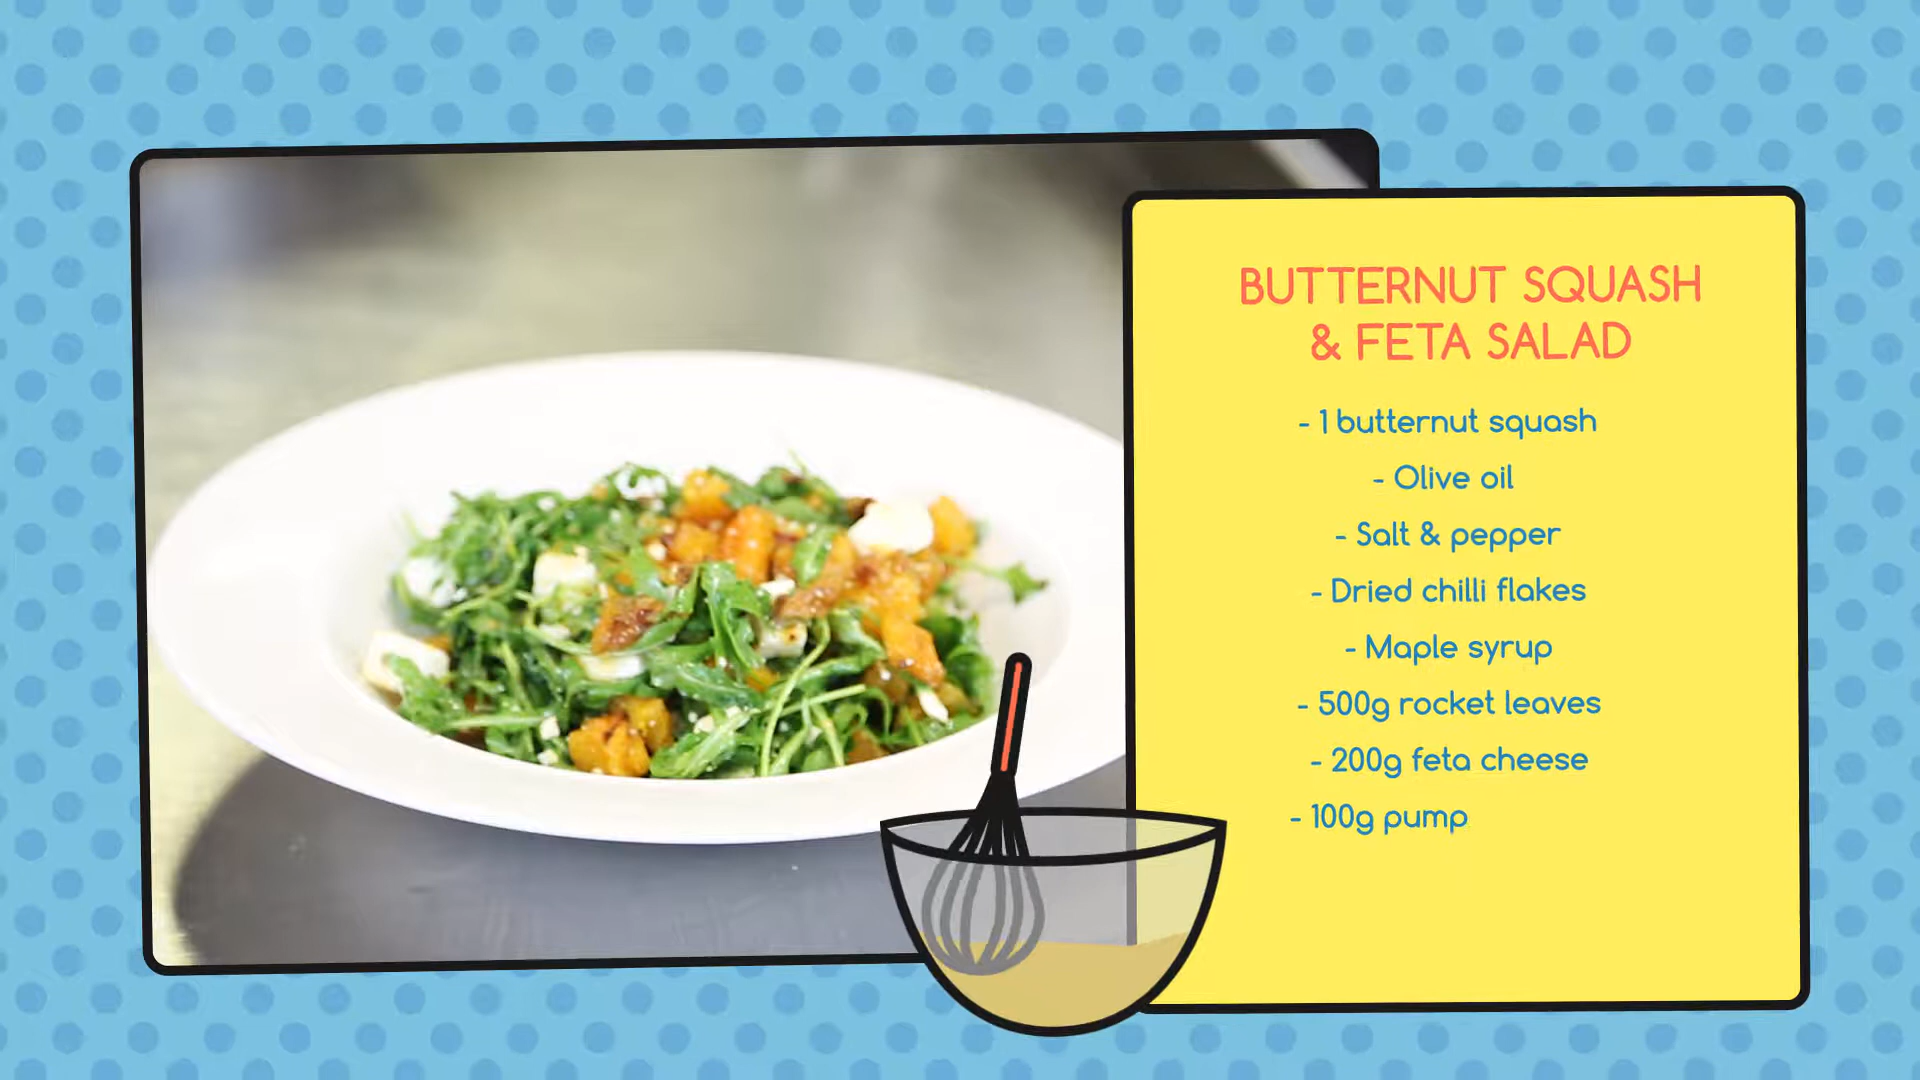 BUTTERNUT SQUASH
& FETA SALAD
- 1 butternut squash
- Olive oil
- Salt & pepper
- Dried chilli flakes
- Maple syrup
- 500g rocket leaves
- 200g feta cheese
- 100g pump